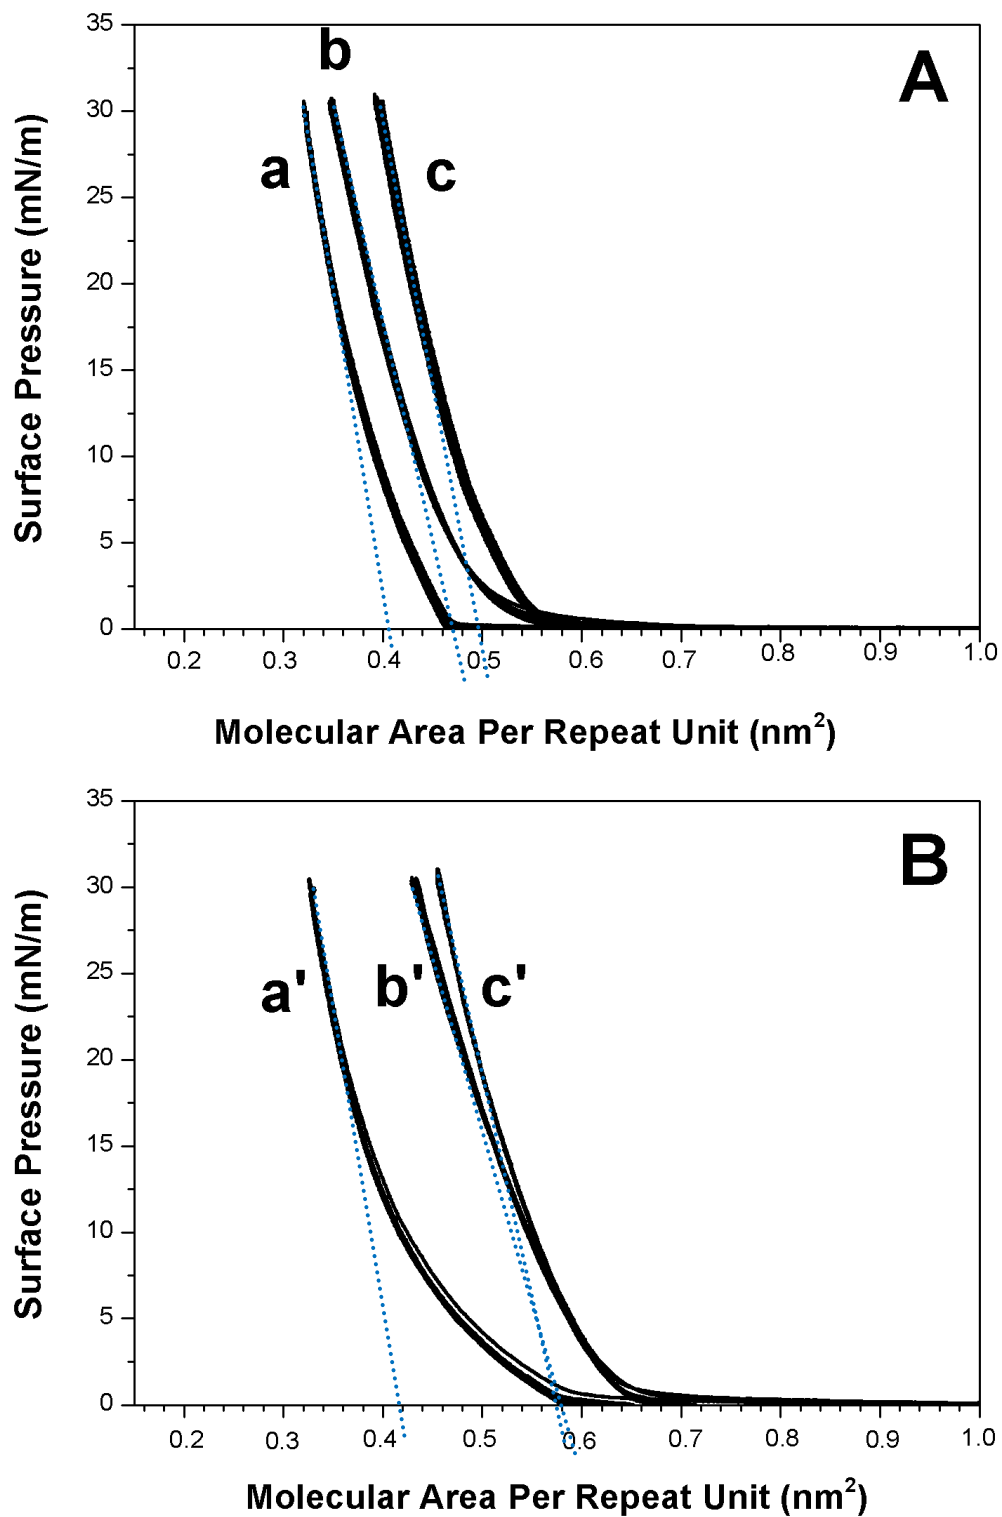 35
30
25
20
15
10
5
0
Surface Pressure (mN/m)
A
a
b
c
0.2 0.3 0.4 0.5 0.6 0.7 0.8 0.9 1.0
Molecular Area Per Repeat Unit (nm²)
35
30
25
20
15
10
5
0
Surface Pressure (mN/m)
B
a'
b'
c'
0.2 0.3 0.4 0.5 0.6 0.7 0.8 0.9 1.0
Molecular Area Per Repeat Unit (nm²)